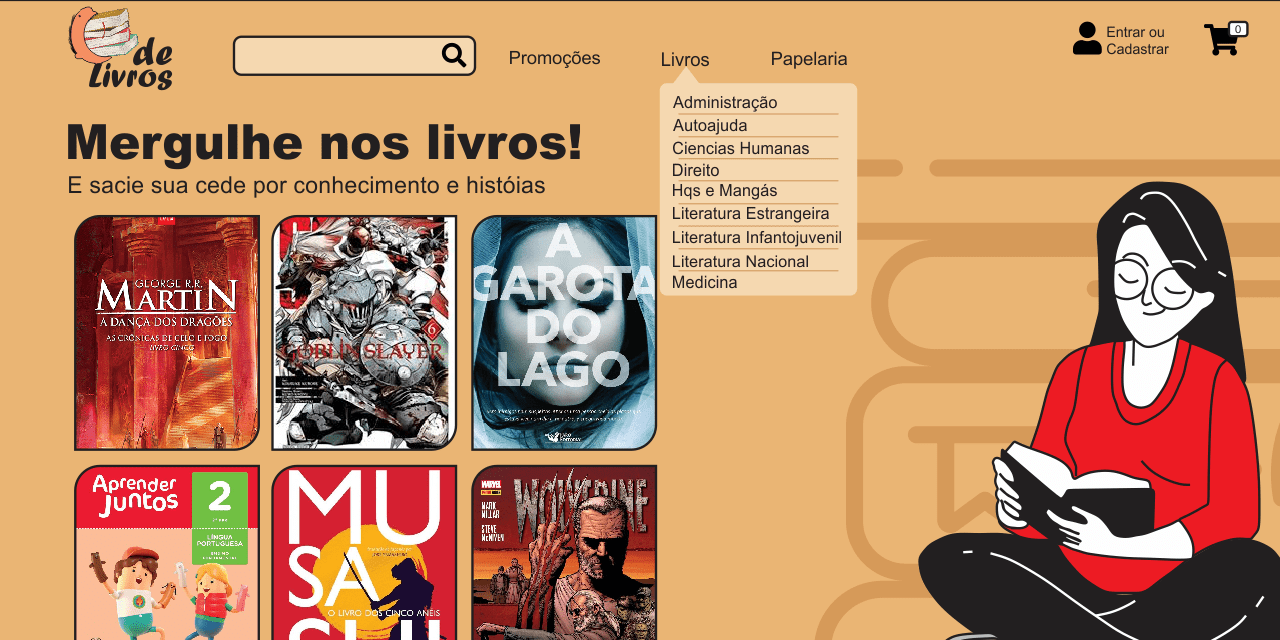 de
Livros
Promoções
Livros
Papelaria
Entrar ou
Cadastrar
0
Administração
Autoajuda
Ciencias Humanas
Direito
Hqs e Mangás
Literatura Estrangeira
Literatura Infantojuvenil
Literatura Nacional
Medicina
Mergulhe nos livros!
E sacie sua cede por conhecimento e históias
GEORGE R.R.
MARTIN
A DANÇA DOS DRAGÕES
AS CRÔNICAS DE GELO E FOGO
LIVRO CINCO
6
GOBLIN SLAYER
A
GAROTA
DO
LAGO
Aprender
Juntos
2
LÍNGUA
PORTUGUESA
MU
SA
O LIVRO DOS CINCO ANÉIS
MARVEL
WOLVERINE
MARK
MILLAR
STEVE
McNIVEN